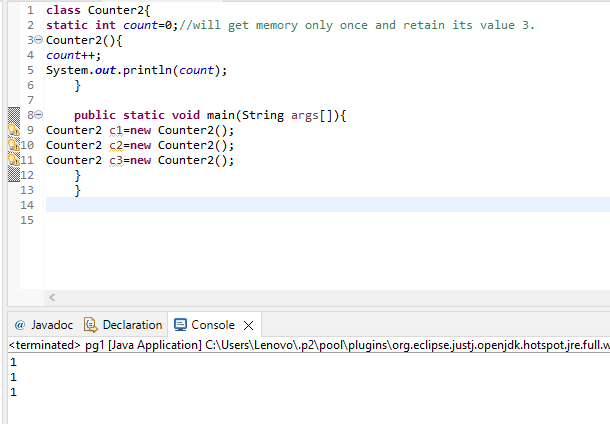 1 class Counter2{
2 static int count=0;//will get memory only once and retain its value 3.
3 Counter2(){
4 count++;
5 System.out.println(count);
6     }
7
8     public static void main(String args[]){
9 Counter2 c1=new Counter2();
10 Counter2 c2=new Counter2();
11 Counter2 c3=new Counter2();
12     }
13     }
14
15
@ Javadoc Declaration Console
<terminated> pg1 [Java Application] C:\Users\Lenovo\.p2\pool\plugins\org.eclipse.justj.openjdk.hotspot.jre.full.w
1
1
1